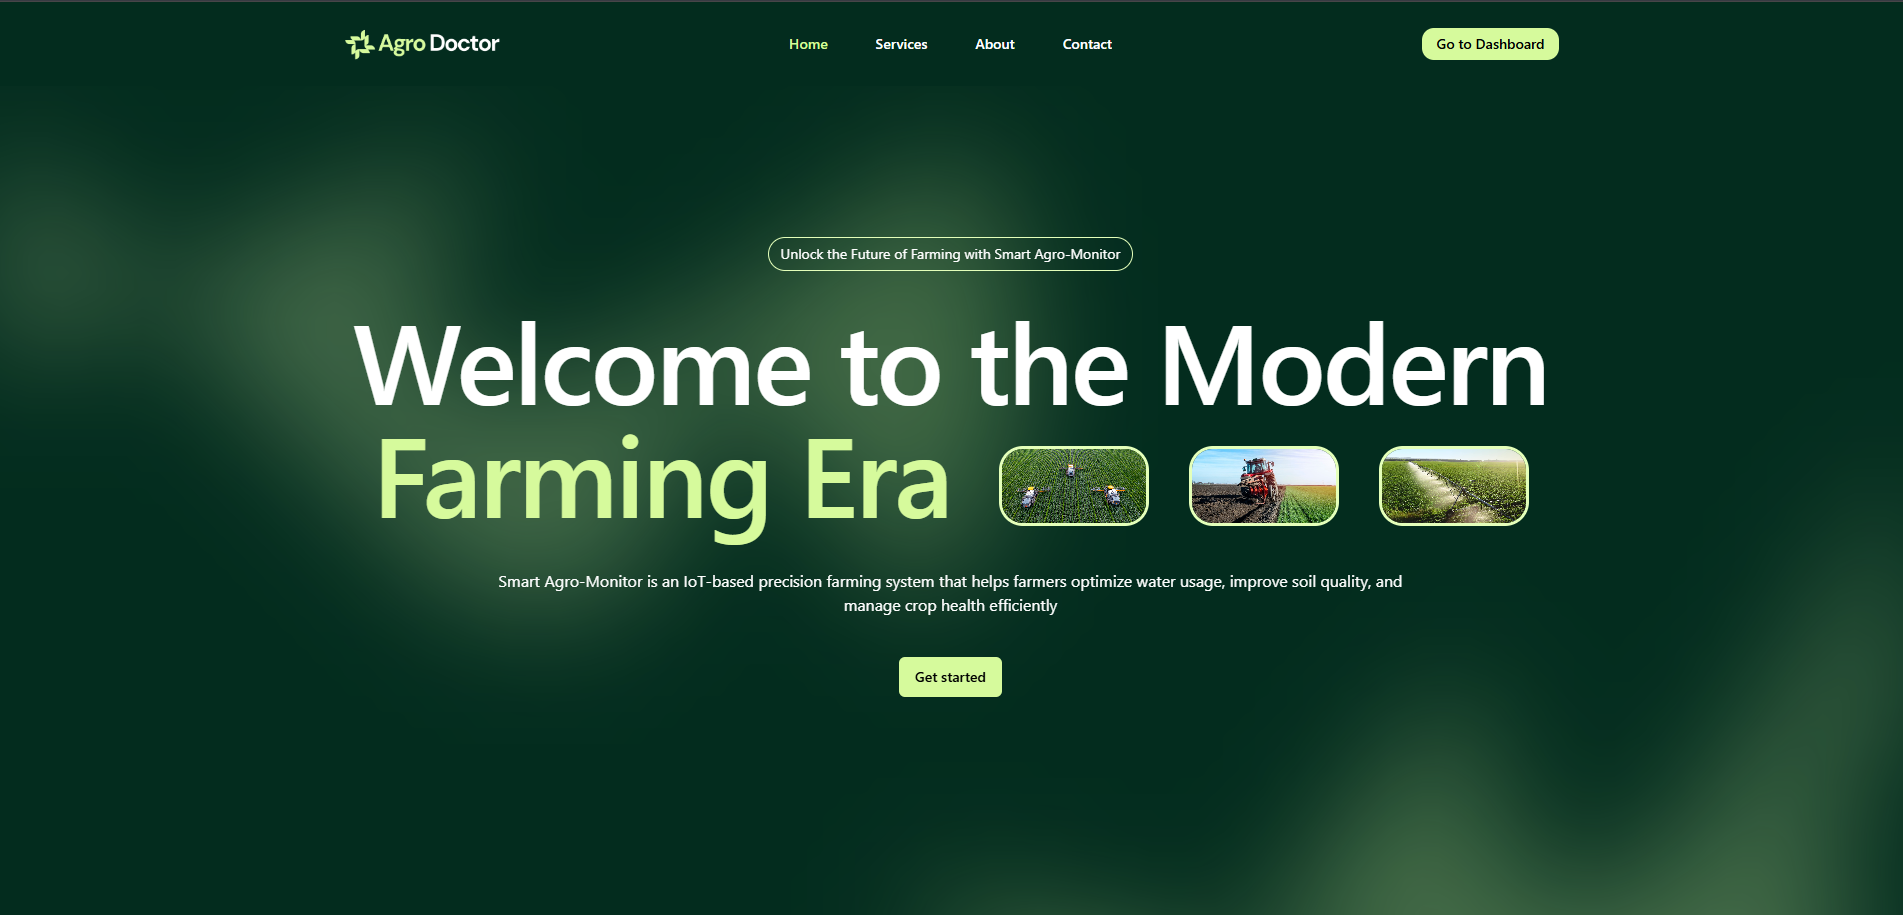 Agro Doctor
Home
Services
About
Contact
Go to Dashboard
Unlock the Future of Farming with Smart Agro-Monitor
Welcome to the Modern
Farming Era
Smart Agro-Monitor is an IoT-based precision farming system that helps farmers optimize water usage, improve soil quality, and
manage crop health efficiently
Get started